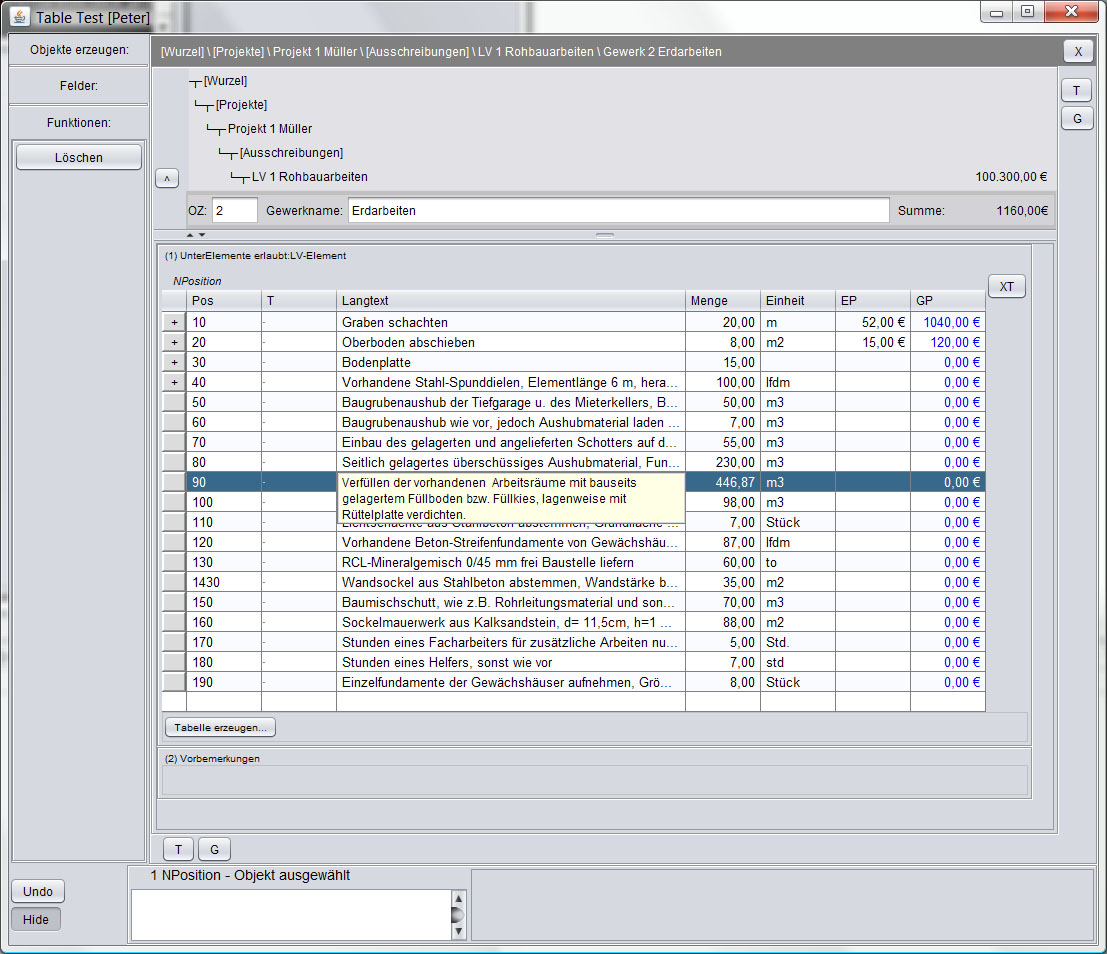 Table Test [Peter]
Objekte erzeugen:
Felder:
Funktionen:
Löschen
[Wurzel] \ [Projekte] \ Projekt 1 Müller \ [Ausschreibungen] \ LV 1 Rohbauarbeiten \ Gewerk 2 Erdarbeiten
X
[Wurzel]
T
[Projekte]
G
Projekt 1 Müller
[Ausschreibungen]
^ LV 1 Rohbauarbeiten 100.300,00 €
OZ: 2 Gewerkname: Erdarbeiten Summe: 1160,00€
(1) UnterElemente erlaubt:LV-Element
NPosition
XT
Pos T Langtext Menge Einheit EP GP
+ 10 - Graben schachten 20,00 m 52,00 € 1040,00 €
+ 20 - Oberboden abschieben 8,00 m2 15,00 € 120,00 €
+ 30 - Bodenplatte 15,00 0,00 €
+ 40 - Vorhandene Stahl-Spunddielen, Elementlänge 6 m, hera... 100,00 lfdm 0,00 €
50 - Baugrubenaushub der Tiefgarage u. des Mieterkellers, B... 50,00 m3 0,00 €
60 - Baugrubenaushub wie vor, jedoch Aushubmaterial laden ... 7,00 m3 0,00 €
70 - Einbau des gelagerten und angelieferten Schotters auf d... 55,00 m3 0,00 €
80 - Seitlich gelagertes überschüssiges Aushubmaterial, Fun... 230,00 m3 0,00 €
90 - Verfüllen der vorhandenen Arbeitsräume mit bauseits 446,87 m3 0,00 €
100 - gelagertem Füllboden bzw. Füllkies, lagenweise mit 98,00 m3 0,00 €
Rüttelplatte verdichten.
110 - Lichtschächte aus Stahlbeton abstemmen, Grundfläche ... 7,00 Stück 0,00 €
120 - Vorhandene Beton-Streifenfundamente von Gewächshäu... 87,00 lfdm 0,00 €
130 - RCL-Mineralgemisch 0/45 mm frei Baustelle liefern 60,00 to 0,00 €
1430 - Wandsockel aus Stahlbeton abstemmen, Wandstärke b... 35,00 m2 0,00 €
150 - Baumischschutt, wie z.B. Rohrleitungsmaterial und son... 70,00 m3 0,00 €
160 - Sockelmauerwerk aus Kalksandstein, d= 11,5cm, h=1 ... 88,00 m2 0,00 €
170 - Stunden eines Facharbeiters für zusätzliche Arbeiten nu... 5,00 Std. 0,00 €
180 - Stunden eines Helfers, sonst wie vor 7,00 std 0,00 €
190 - Einzelfundamente der Gewächshäuser aufnehmen, Grö... 8,00 Stück 0,00 €
Tabelle erzeugen...
(2) Vorbemerkungen
T G
1 NPosition - Objekt ausgewählt
Undo
Hide